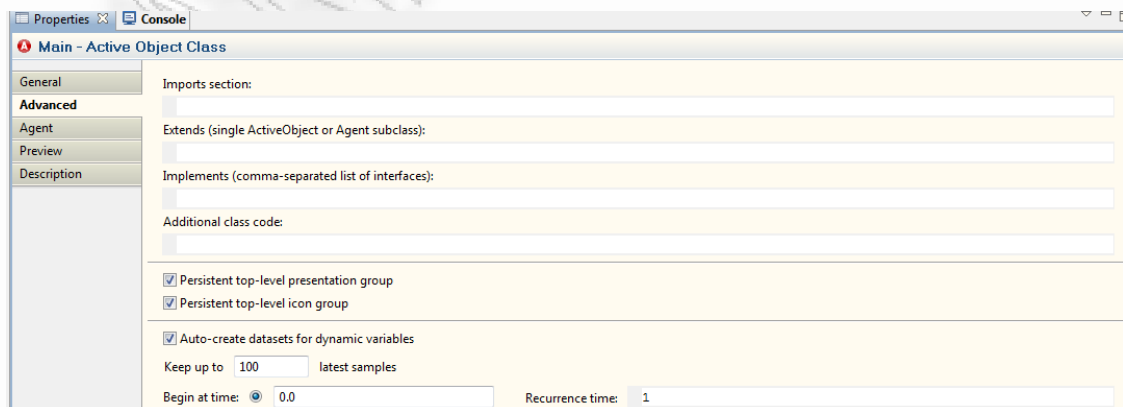 Properties Console
Main - Active Object Class
General
Advanced
Agent
Preview
Description
Imports section:
Extends (single ActiveObject or Agent subclass):
Implements (comma-separated list of interfaces):
Additional class code:
Persistent top-level presentation group
Persistent top-level icon group
Auto-create datasets for dynamic variables
Keep up to 100 latest samples
Begin at time: 0.0 Recurrence time: 1